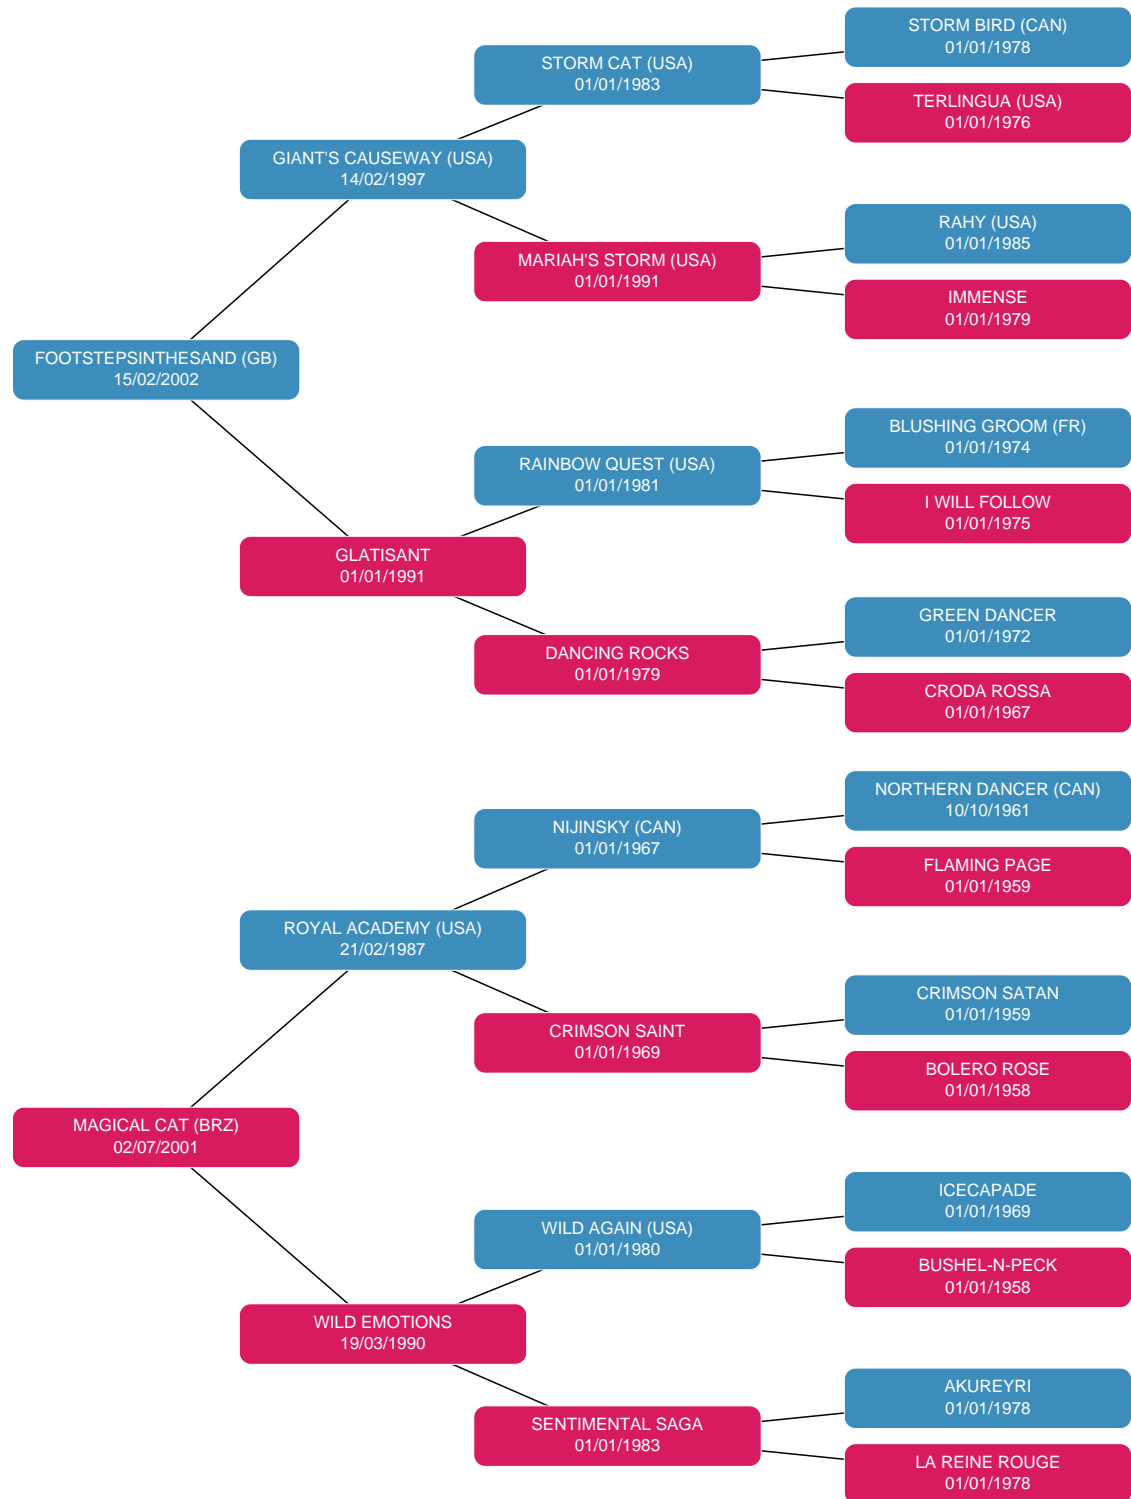 STORM BIRD (CAN)
01/01/1978
STORM CAT (USA)
01/01/1983
TERLINGUA (USA)
01/01/1976
GIANT'S CAUSEWAY (USA)
14/02/1997
RAHY (USA)
01/01/1985
MARIAH'S STORM (USA)
01/01/1991
IMMENSE
01/01/1979
FOOTSTEPSINTHESAND (GB)
15/02/2002
BLUSHING GROOM (FR)
01/01/1974
RAINBOW QUEST (USA)
01/01/1981
I WILL FOLLOW
01/01/1975
GLATISANT
01/01/1991
GREEN DANCER
01/01/1972
DANCING ROCKS
01/01/1979
CRODA ROSSA
01/01/1967
NORTHERN DANCER (CAN)
10/10/1961
NIJINSKY (CAN)
01/01/1967
FLAMING PAGE
01/01/1959
ROYAL ACADEMY (USA)
21/02/1987
CRIMSON SATAN
01/01/1959
CRIMSON SAINT
01/01/1969
BOLERO ROSE
01/01/1958
MAGICAL CAT (BRZ)
02/07/2001
ICECAPADE
01/01/1969
WILD AGAIN (USA)
01/01/1980
BUSHEL-N-PECK
01/01/1958
WILD EMOTIONS
19/03/1990
AKUREYRI
01/01/1978
SENTIMENTAL SAGA
01/01/1983
LA REINE ROUGE
01/01/1978